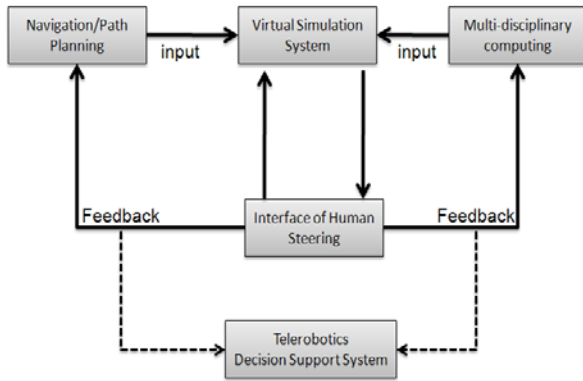 Navigation/Path
Planning
input
Virtual Simulation
System
input
Multi-disciplinary
computing
Feedback
Interface of Human
Steering
Feedback
Telerobotics
Decision Support System